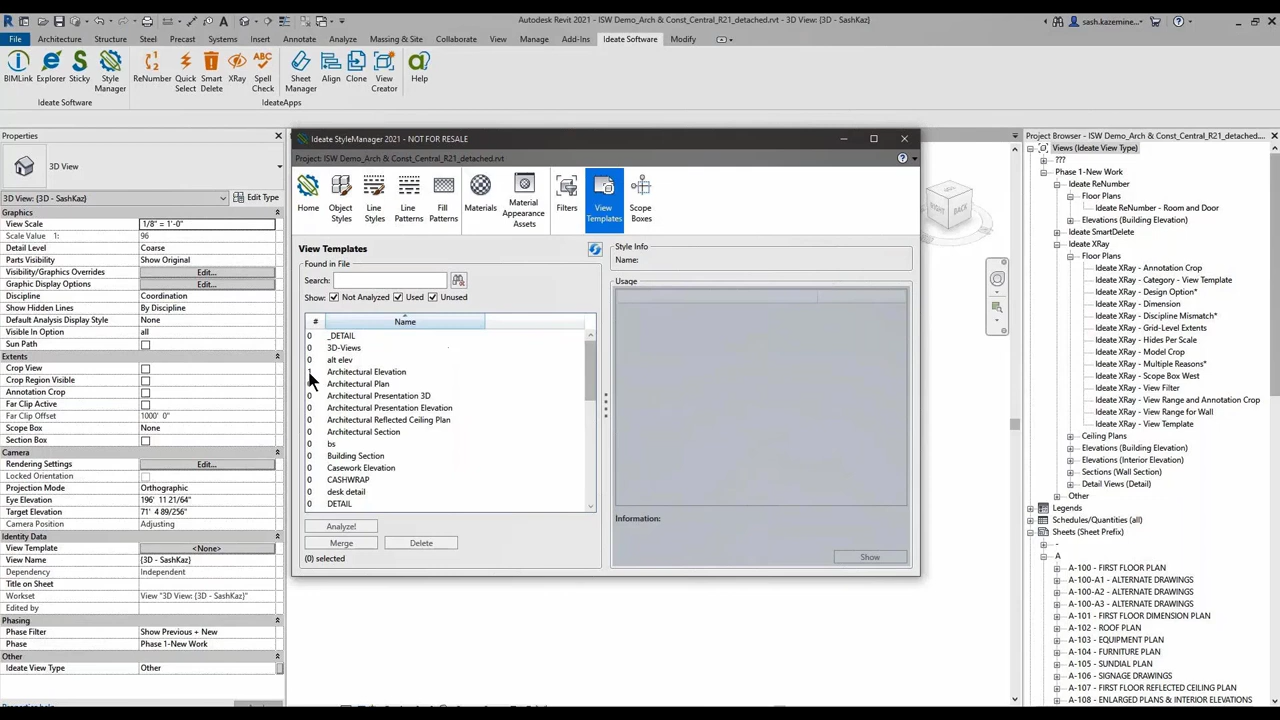 Autodesk Revit 2021 - ISW Demo_Arch & Const_Central_R21_detached.rvt - 3D View: {3D - SashKaz}
sash.kazemine...
File Architecture Structure Steel Precast Systems Insert Annotate Analyze Massing & Site Collaborate View Manage Add-Ins Ideate Software Modify
BIMLink Explorer Sticky Style Manager ReNumber Quick Select Smart Delete XRay Spell Check Sheet Manager Align Clone View Creator Help
Ideate Software IdeateApps
Properties
3D View
3D View: {3D - SashKaz} Edit Type
Graphics
View Scale 1/8" = 1'-0"
Scale Value 1: 96
Detail Level Coarse
Parts Visibility Show Original
Visibility/Graphics Overrides Edit...
Graphic Display Options Edit...
Discipline Coordination
Show Hidden Lines By Discipline
Default Analysis Display Style None
Visible In Option all
Sun Path
Extents
Crop View
Crop Region Visible
Annotation Crop
Far Clip Active
Far Clip Offset 1000' 0"
Scope Box None
Section Box
Camera
Rendering Settings Edit...
Locked Orientation
Projection Mode Orthographic
Eye Elevation 196' 11 21/64"
Target Elevation 71' 4 89/256"
Camera Position Adjusting
Identity Data
View Template <None>
View Name {3D - SashKaz}
Dependency Independent
Title on Sheet
Workset View "3D View: {3D - SashKaz}"
Edited by
Phasing
Phase Filter Show Previous + New
Phase Phase 1-New Work
Other
Ideate View Type Other
Properties help
Ideate StyleManager 2021 - NOT FOR RESALE
Project: ISW Demo_Arch & Const_Central_R21_detached.rvt
Home Object Styles Line Styles Line Patterns Fill Patterns Materials Material Appearance Assets Filters View Templates Scope Boxes
View Templates
Found in File
Search:
Show: Not Analyzed Used Unused
# Name
0 _DETAIL
0 3D-Views
0 alt elev
1 Architectural Elevation
Architectural Plan
0 Architectural Presentation 3D
0 Architectural Presentation Elevation
0 Architectural Reflected Ceiling Plan
0 Architectural Section
0 bs
0 Building Section
0 Casework Elevation
0 CASHWRAP
0 desk detail
0 DETAIL
Analyze!
Merge Delete
(0) selected
Style Info
Name:
Usage
Information:
Show
RIGHT BACK
Project Browser - ISW Demo_Arch & Const_Central_R21_detached....
Views (Ideate View Type)
???
Phase 1-New Work
Ideate ReNumber
Floor Plans
Ideate ReNumber - Room and Door
Elevations (Building Elevation)
Ideate SmartDelete
Ideate XRay
Floor Plans
Ideate XRay - Annotation Crop
Ideate XRay - Category - View Template
Ideate XRay - Design Option*
Ideate XRay - Dimension
Ideate XRay - Discipline Mismatch*
Ideate XRay - Grid-Level Extents
Ideate XRay - Hides Per Scale
Ideate XRay - Model Crop
Ideate XRay - Multiple Reasons*
Ideate XRay - Scope Box West
Ideate XRay - View Filter
Ideate XRay - View Range and Annotation Crop
Ideate XRay - View Range for Wall
Ideate XRay - View Template
Ceiling Plans
Elevations (Building Elevation)
Elevations (Interior Elevation)
Sections (Wall Section)
Detail Views (Detail)
Other
Legends
Schedules/Quantities (all)
Sheets (Sheet Prefix)
-
A
A-100 - FIRST FLOOR PLAN
A-100-A1 - ALTERNATE DRAWINGS
A-100-A2 - ALTERNATE DRAWINGS
A-100-A3 - ALTERNATE DRAWINGS
A-101 - FIRST FLOOR DIMENSION PLAN
A-102 - ROOF PLAN
A-103 - EQUIPMENT PLAN
A-104 - FURNITURE PLAN
A-105 - SUNDIAL PLAN
A-106 - SIGNAGE DRAWINGS
A-107 - FIRST FLOOR REFLECTED CEILING PLAN
A-108 - ENLARGED PLANS & INTERIOR ELEVATIONS